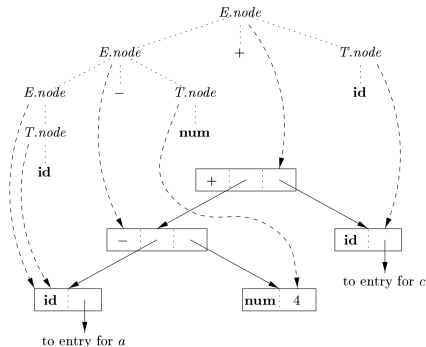 E.node
E.node + T.node
E.node − T.node id
T.node num
id
+
− id
to entry for c
id num 4
to entry for a